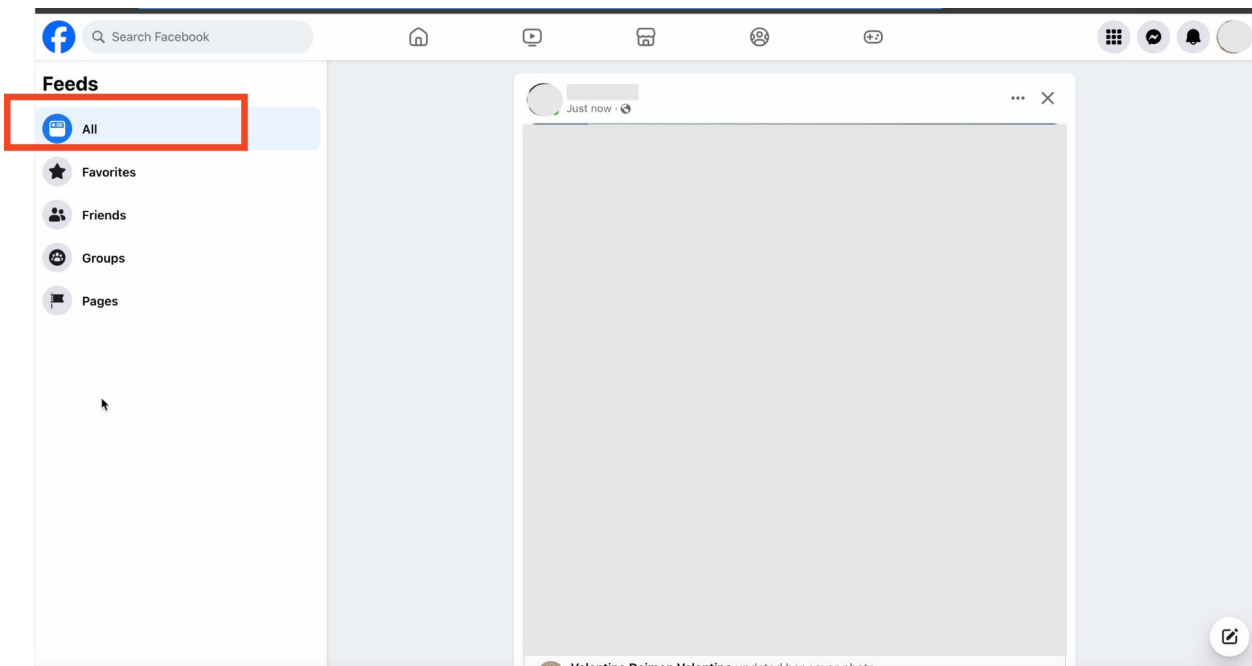 Search Facebook
Feeds
All
Favorites
Friends
Groups
Pages
Just now